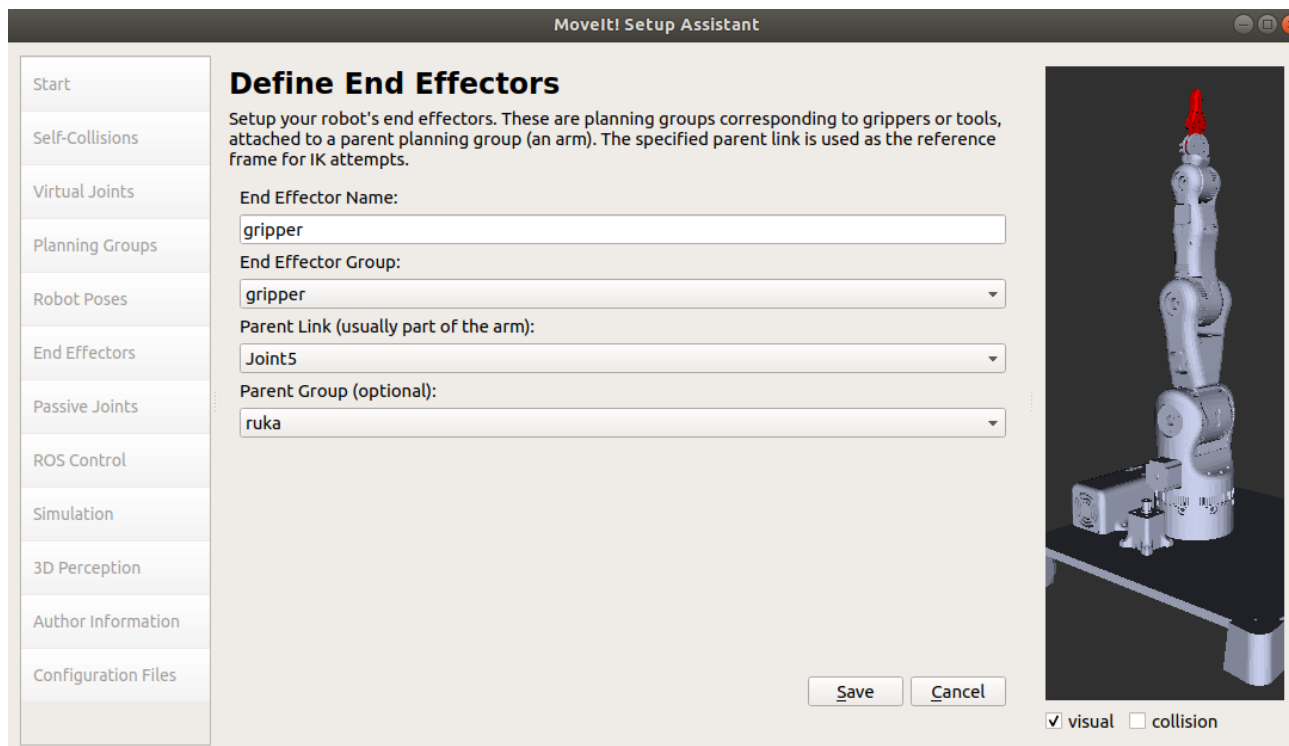 MoveIt! Setup Assistant
Start
Self-Collisions
Virtual Joints
Planning Groups
Robot Poses
End Effectors
Passive Joints
ROS Control
Simulation
3D Perception
Author Information
Configuration Files
Define End Effectors
Setup your robot's end effectors. These are planning groups corresponding to grippers or tools,
attached to a parent planning group (an arm). The specified parent link is used as the reference
frame for IK attempts.
End Effector Name:
gripper
End Effector Group:
gripper
Parent Link (usually part of the arm):
Joint5
Parent Group (optional):
ruka
Save
Cancel
visual
collision